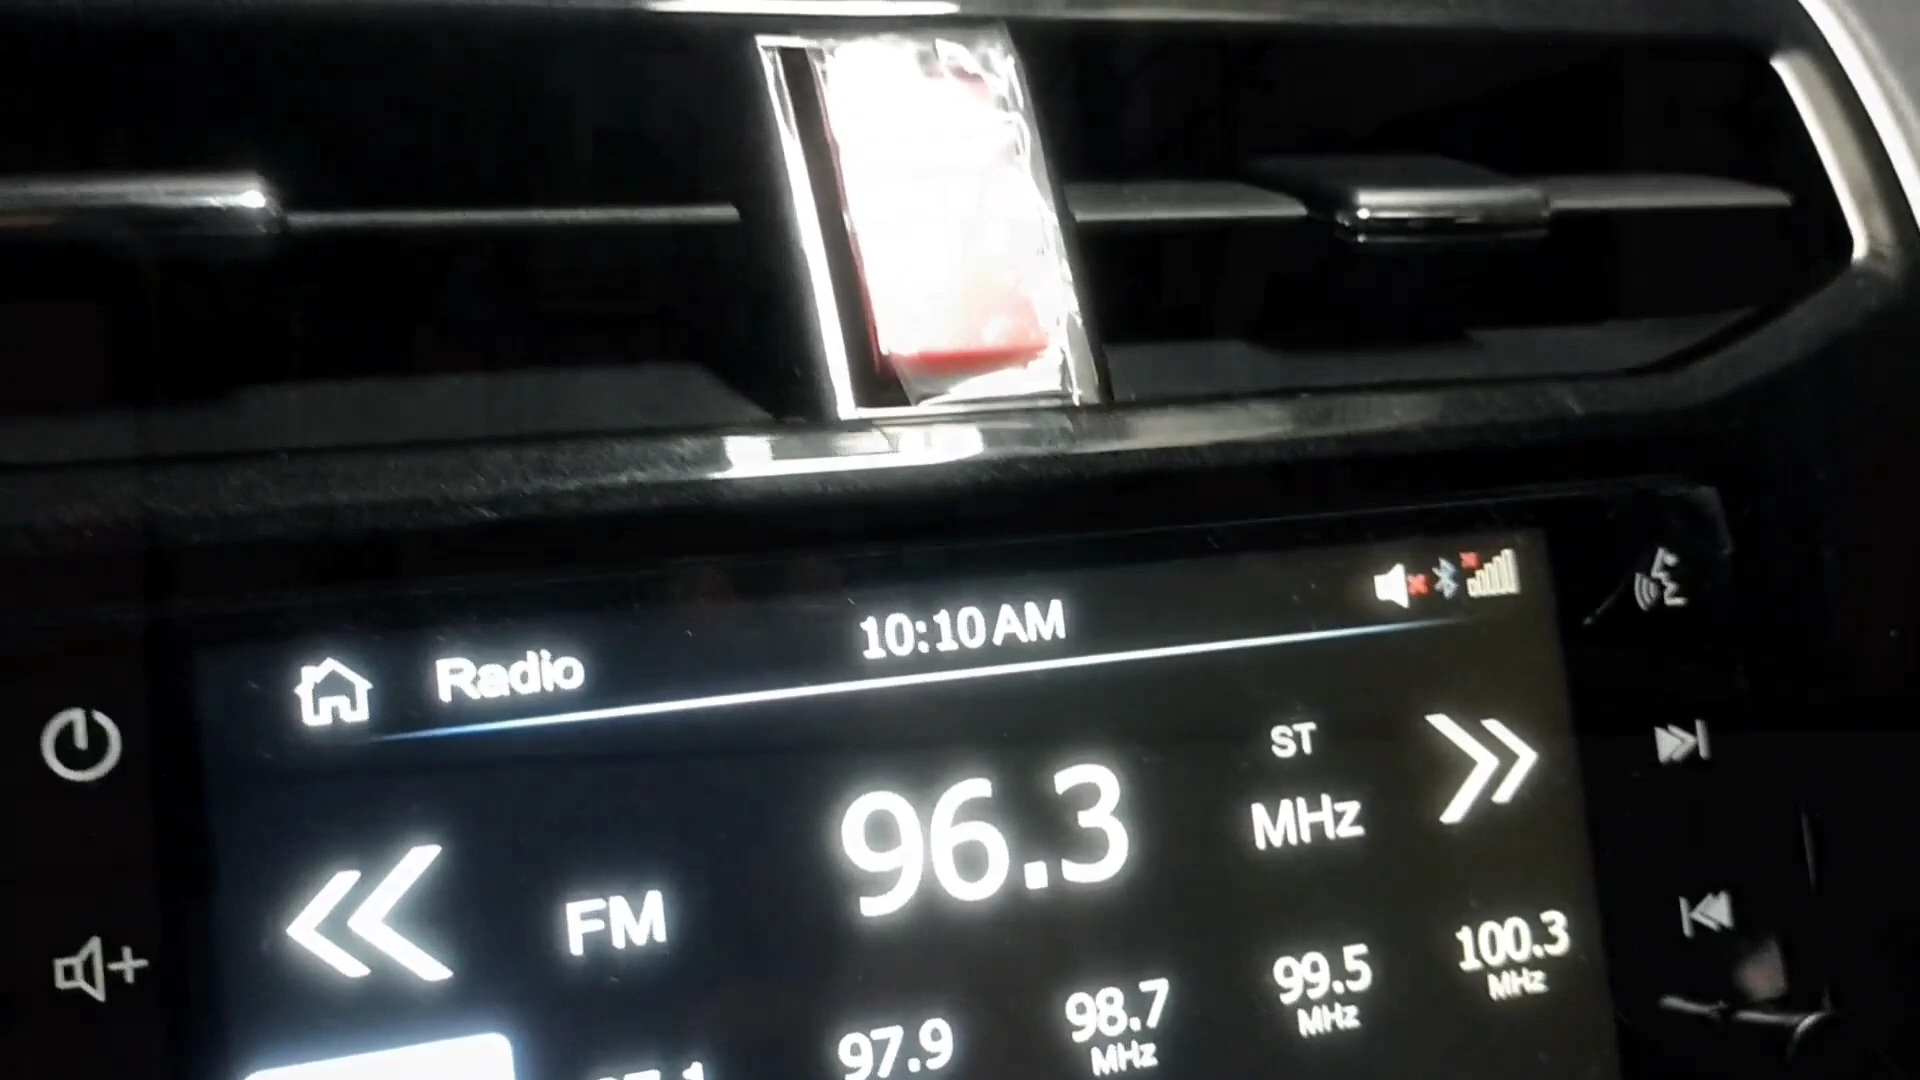 Radio 10:10 AM
ST
96.3 MHz
FM
97.9
98.7 MHz
99.5 MHz
100.3 MHz